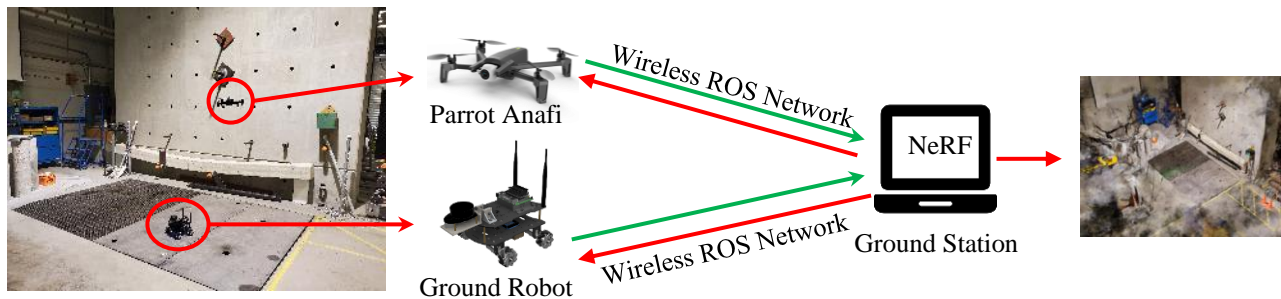 Parrot Anafi
Wireless ROS Network
NeRF
Ground Station
Wireless ROS Network
Ground Robot